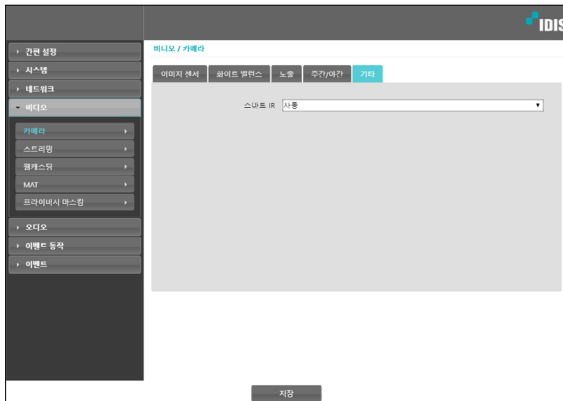 IDIS
간편 설정
시스템
네트워크
비디오
카메라
스트리밍
웹캐스팅
MAT
프라이버시 마스킹
오디오
이벤트 동작
이벤트
비디오 / 카메라
이미지 센서 화이트 밸런스 노출 주간/야간 기타
스마트 IR 사용
저장